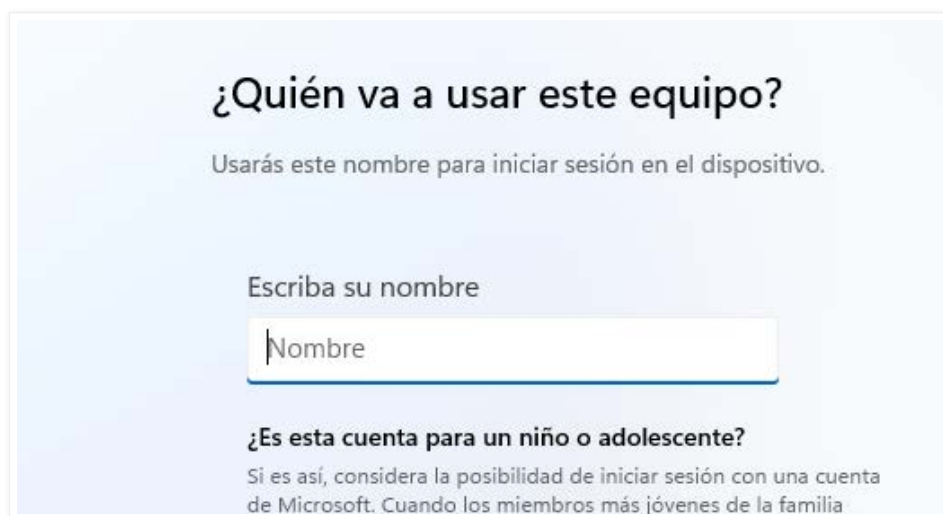 ¿Quién va a usar este equipo?
Usarás este nombre para iniciar sesión en el dispositivo.
Escriba su nombre
Nombre
¿Es esta cuenta para un niño o adolescente?
Si es así, considera la posibilidad de iniciar sesión con una cuenta
de Microsoft. Cuando los miembros más jóvenes de la familia